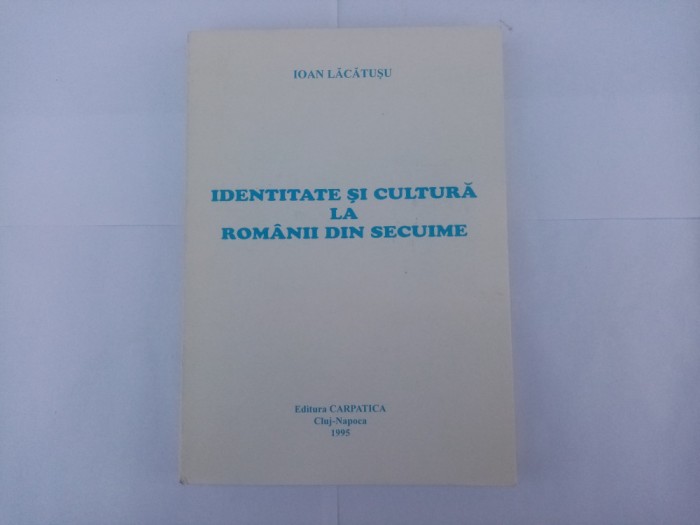 IOAN LĂCĂTUȘU
IDENTITATE ȘI CULTURĂ
LA
ROMÂNII DIN SECUIME
Editura CARPATICA
Cluj-Napoca
1995